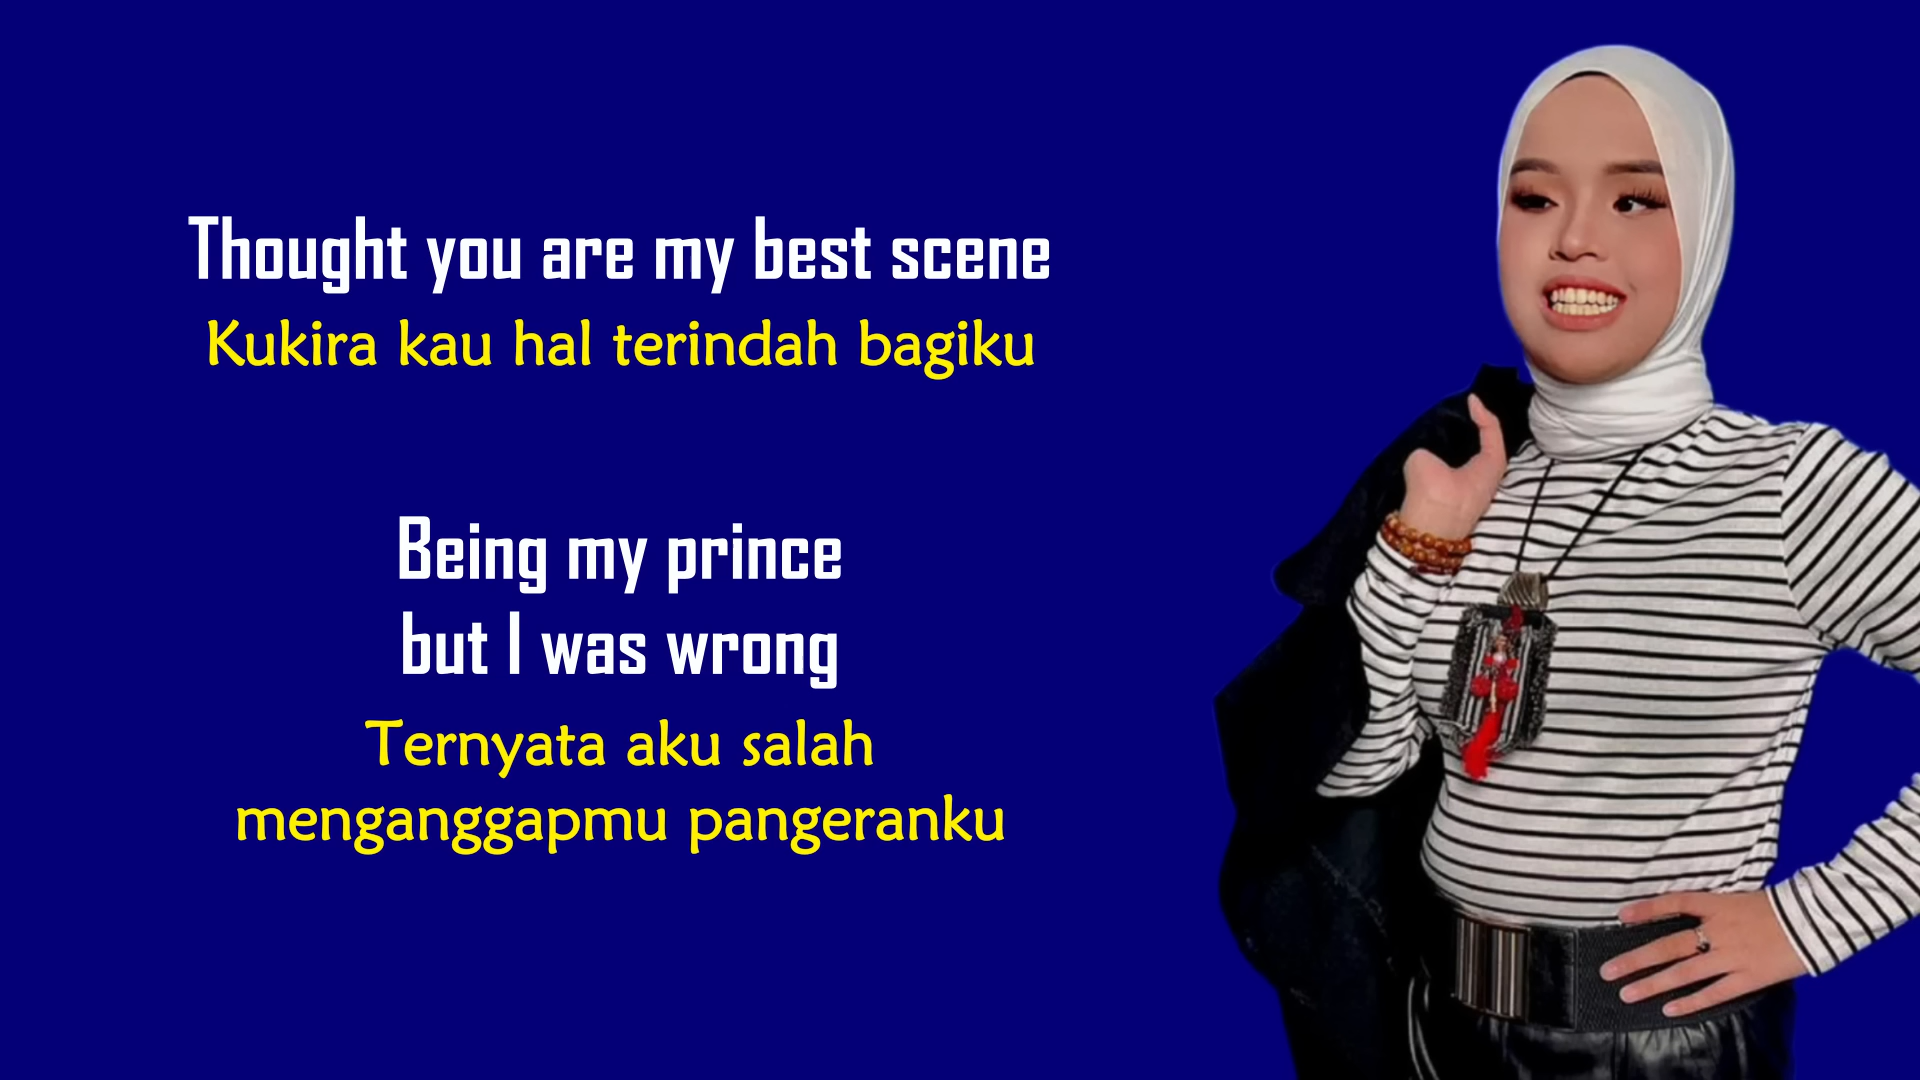 Thought you are my best scene
Kukira kau hal terindah bagiku
Being my prince
but I was wrong
Ternyata aku salah
menganggapmu pangeranku